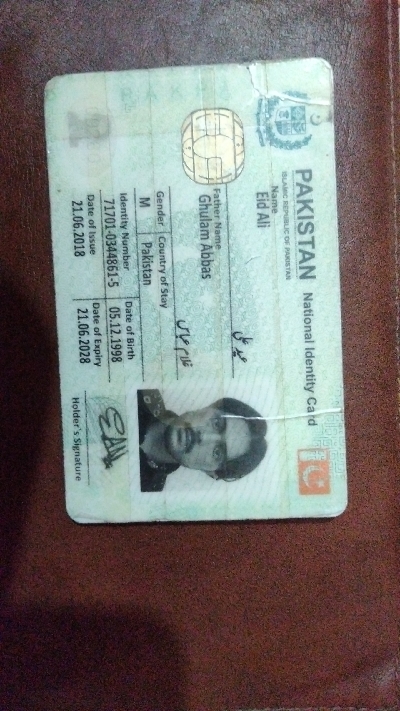 PAKISTAN National Identity Card
ISLAMIC REPUBLIC OF PAKISTAN
Name
Eid Ali
عید علی
Father Name
Ghulam Abbas
غلام عباس
Gender Country of Stay
M Pakistan
Identity Number Date of Birth
71701-0344861-5 05.12.1998
Date of Issue Date of Expiry
21.06.2018 21.06.2028
Holder's Signature